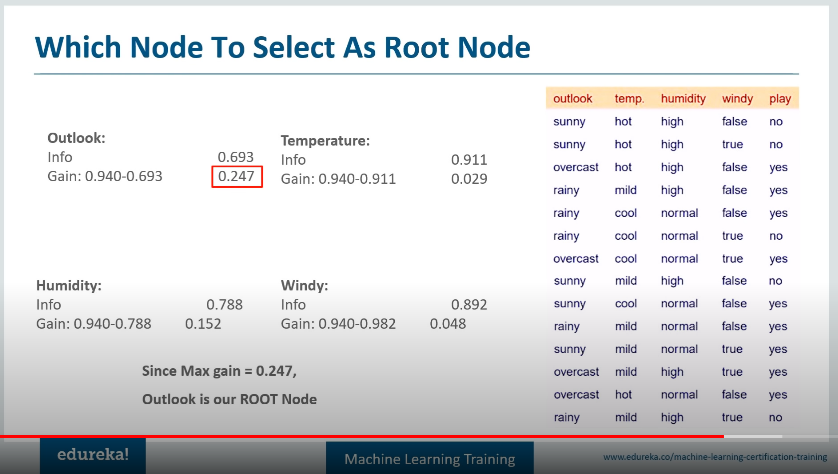 Which Node To Select As Root Node
Outlook:
Info 0.693
Gain: 0.940-0.693 0.247
Temperature:
Info 0.911
Gain: 0.940-0.911 0.029
Humidity:
Info 0.788
Gain: 0.940-0.788 0.152
Windy:
Info 0.892
Gain: 0.940-0.982 0.048
Since Max gain = 0.247,
Outlook is our ROOT Node
outlook temp. humidity windy play
sunny hot high false no
sunny hot high true no
overcast hot high false yes
rainy mild high false yes
rainy cool normal false yes
rainy cool normal true no
overcast cool normal true yes
sunny mild high false no
sunny cool normal false yes
rainy mild normal false yes
sunny mild normal true yes
overcast mild high true yes
overcast hot normal false yes
rainy mild high true no
edureka!
Machine Learning Training
www.edureka.co/machine-learning-certification-training